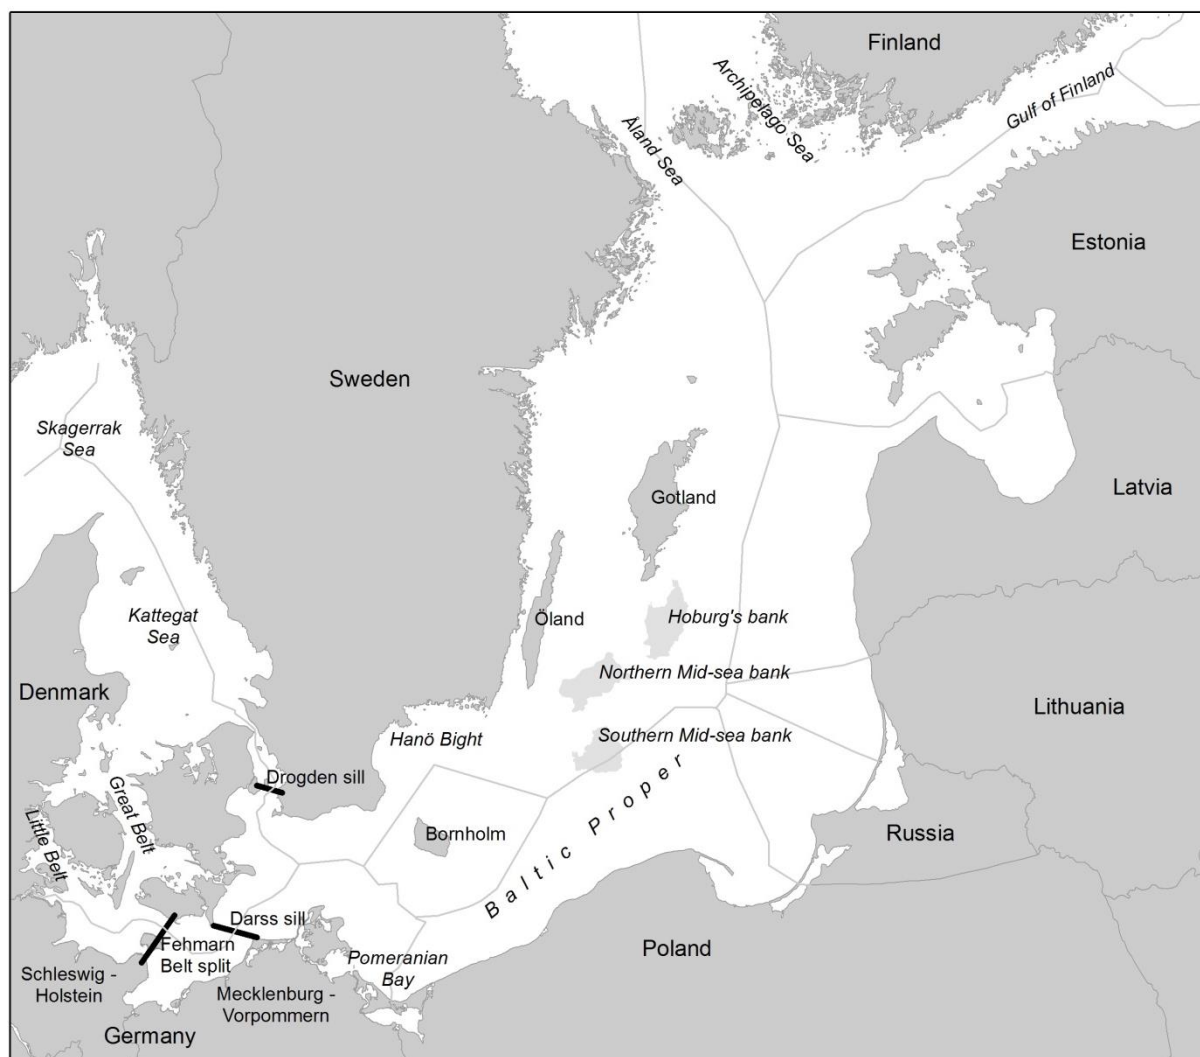 Finland
Archipelago Sea
Gulf of Finland
Åland Sea
Estonia
Sweden
Skagerrak
Sea
Latvia
Gotland
Kattegat
Sea
Öland
Hoburg's bank
Northern Mid-sea bank
Denmark
Lithuania
Southern Mid-sea bank
Hanö Bight
Drogden sill
Great Belt
Little Belt
Baltic Proper
Bornholm
Russia
Darss sill
Fehmarn
Belt split
Poland
Pomeranian
Bay
Schleswig -
Holstein
Mecklenburg -
Vorpommern
Germany